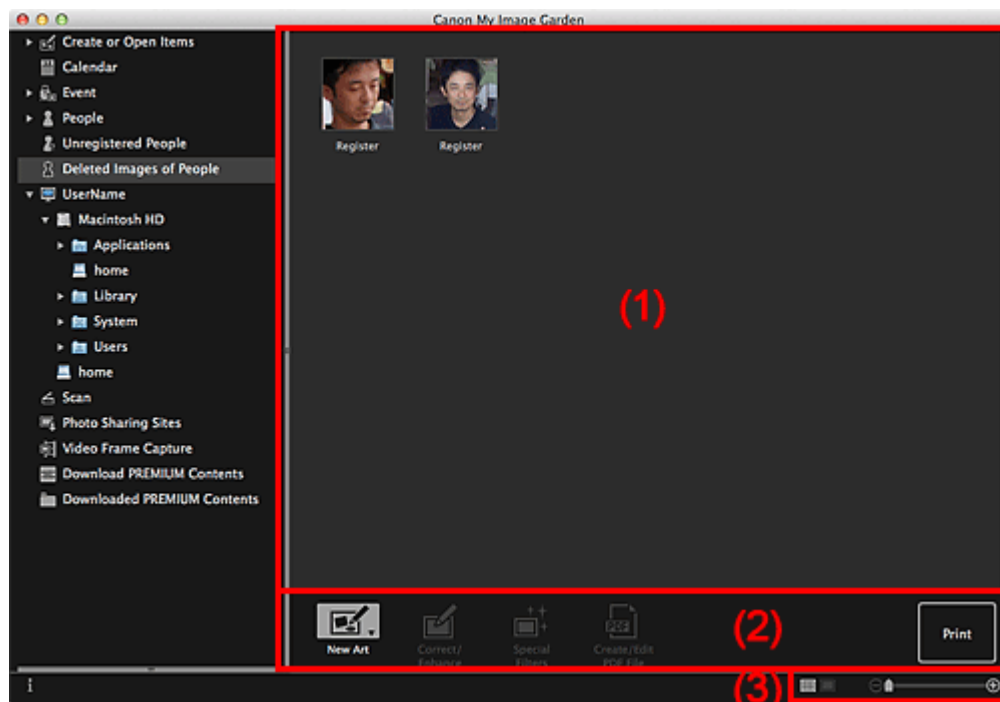 Canon My Image Garden
Create or Open Items
Calendar
Event
People
Unregistered People
Deleted Images of People
UserName
Macintosh HD
Applications
home
Library
System
Users
home
Scan
Photo Sharing Sites
Video Frame Capture
Download PREMIUM Contents
Downloaded PREMIUM Contents
Register
Register
(1)
New Art
Correct/
Enhance
Special
Filters
Create/Edit
PDF File
(2)
Print
(3)